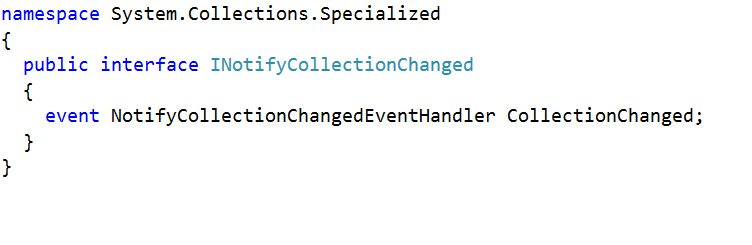 namespace System.Collections.Specialized
{
  public interface INotifyCollectionChanged
  {
    event NotifyCollectionChangedEventHandler CollectionChanged;
  }
}